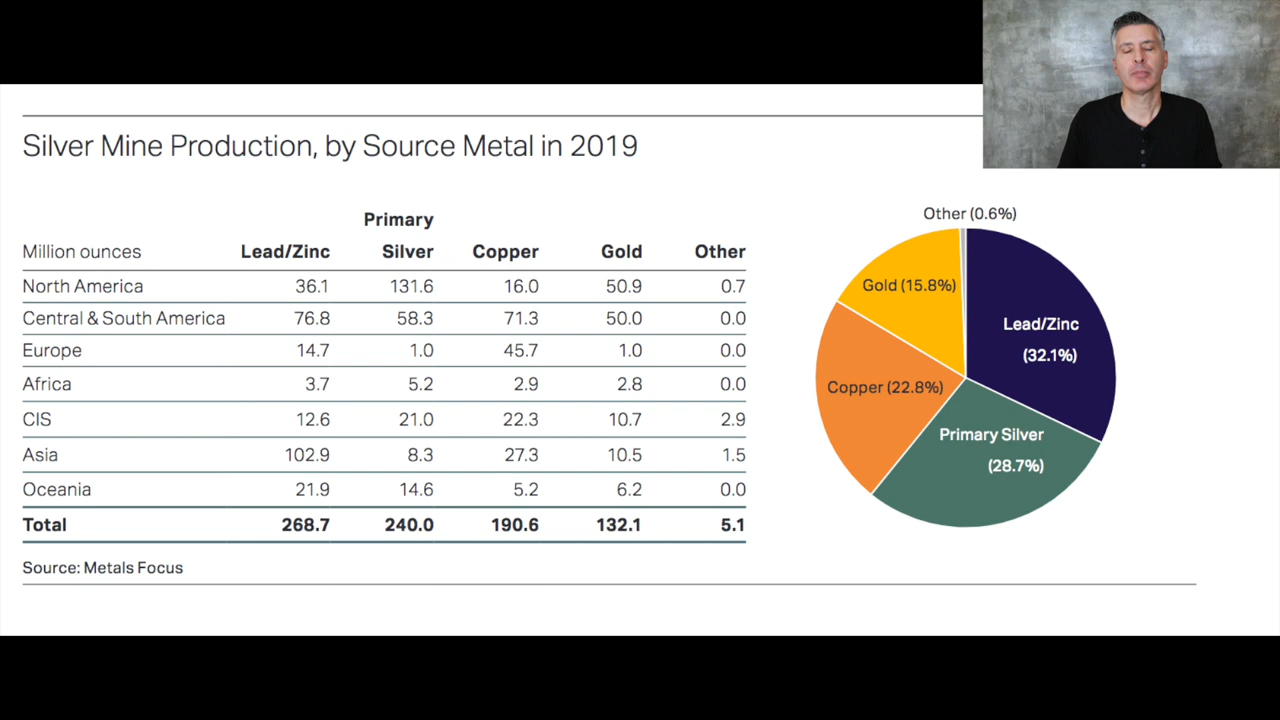 Silver Mine Production, by Source Metal in 2019
Primary
Million ounces Lead/Zinc Silver Copper Gold Other
North America 36.1 131.6 16.0 50.9 0.7
Central & South America 76.8 58.3 71.3 50.0 0.0
Europe 14.7 1.0 45.7 1.0 0.0
Africa 3.7 5.2 2.9 2.8 0.0
CIS 12.6 21.0 22.3 10.7 2.9
Asia 102.9 8.3 27.3 10.5 1.5
Oceania 21.9 14.6 5.2 6.2 0.0
Total 268.7 240.0 190.6 132.1 5.1
Source: Metals Focus
Other (0.6%)
Gold (15.8%)
Lead/Zinc
(32.1%)
Copper (22.8%)
Primary Silver
(28.7%)